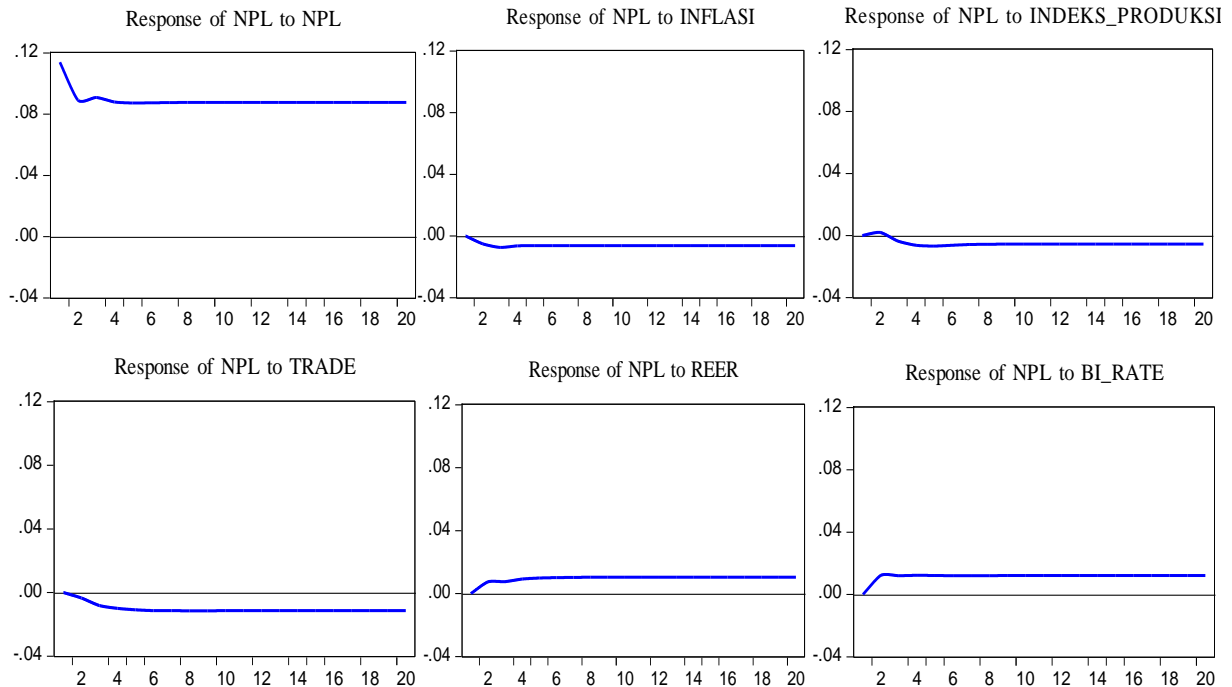 Response of NPL to NPL
.12
.08
.04
.00
-.04
2 4 6 8 10 12 14 16 18 20
Response of NPL to INFLASI
.12
.08
.04
.00
-.04
2 4 6 8 10 12 14 16 18 20
Response of NPL to INDEKS_PRODUKSI
.12
.08
.04
.00
-.04
2 4 6 8 10 12 14 16 18 20
Response of NPL to TRADE
.12
.08
.04
.00
-.04
2 4 6 8 10 12 14 16 18 20
Response of NPL to REER
.12
.08
.04
.00
-.04
2 4 6 8 10 12 14 16 18 20
Response of NPL to BI_RATE
.12
.08
.04
.00
-.04
2 4 6 8 10 12 14 16 18 20